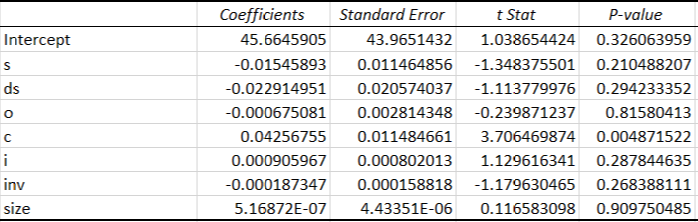 Coefficients Standard Error t Stat P-value
Intercept 45.6645905 43.9651432 1.038654424 0.326063959
s -0.01545893 0.011464856 -1.348375501 0.210488207
ds -0.022914951 0.020574037 -1.113779976 0.294233352
o -0.000675081 0.002814348 -0.239871237 0.81580413
c 0.04256755 0.011484661 3.706469874 0.004871522
i 0.000905967 0.000802013 1.129616341 0.287844635
inv -0.000187347 0.000158818 -1.179630465 0.268388111
size 5.16872E-07 4.43351E-06 0.116583098 0.909750485